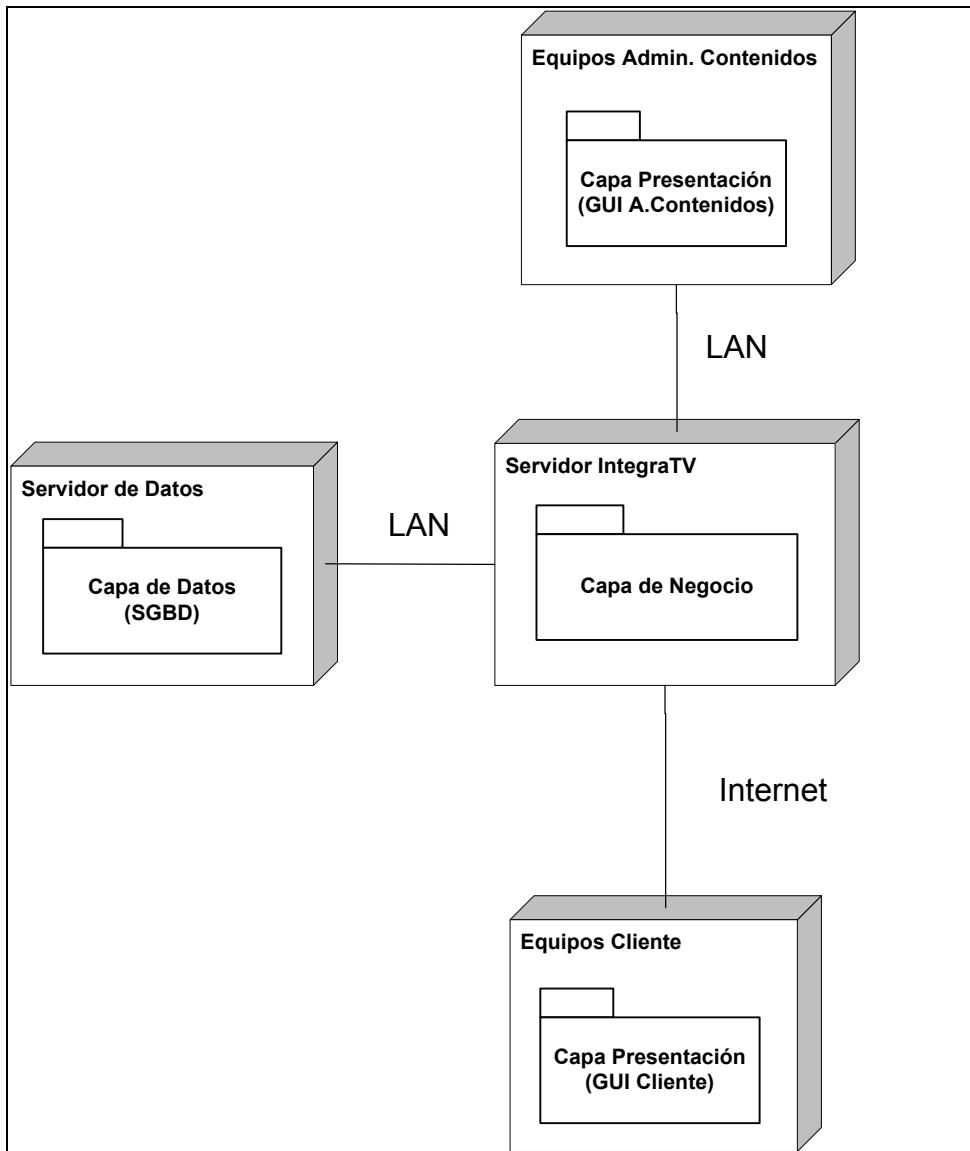 Equipos Admin. Contenidos
Capa Presentación
(GUI A.Contenidos)
LAN
Servidor de Datos
Capa de Datos
(SGBD)
LAN
Servidor IntegraTV
Capa de Negocio
Internet
Equipos Cliente
Capa Presentación
(GUI Cliente)